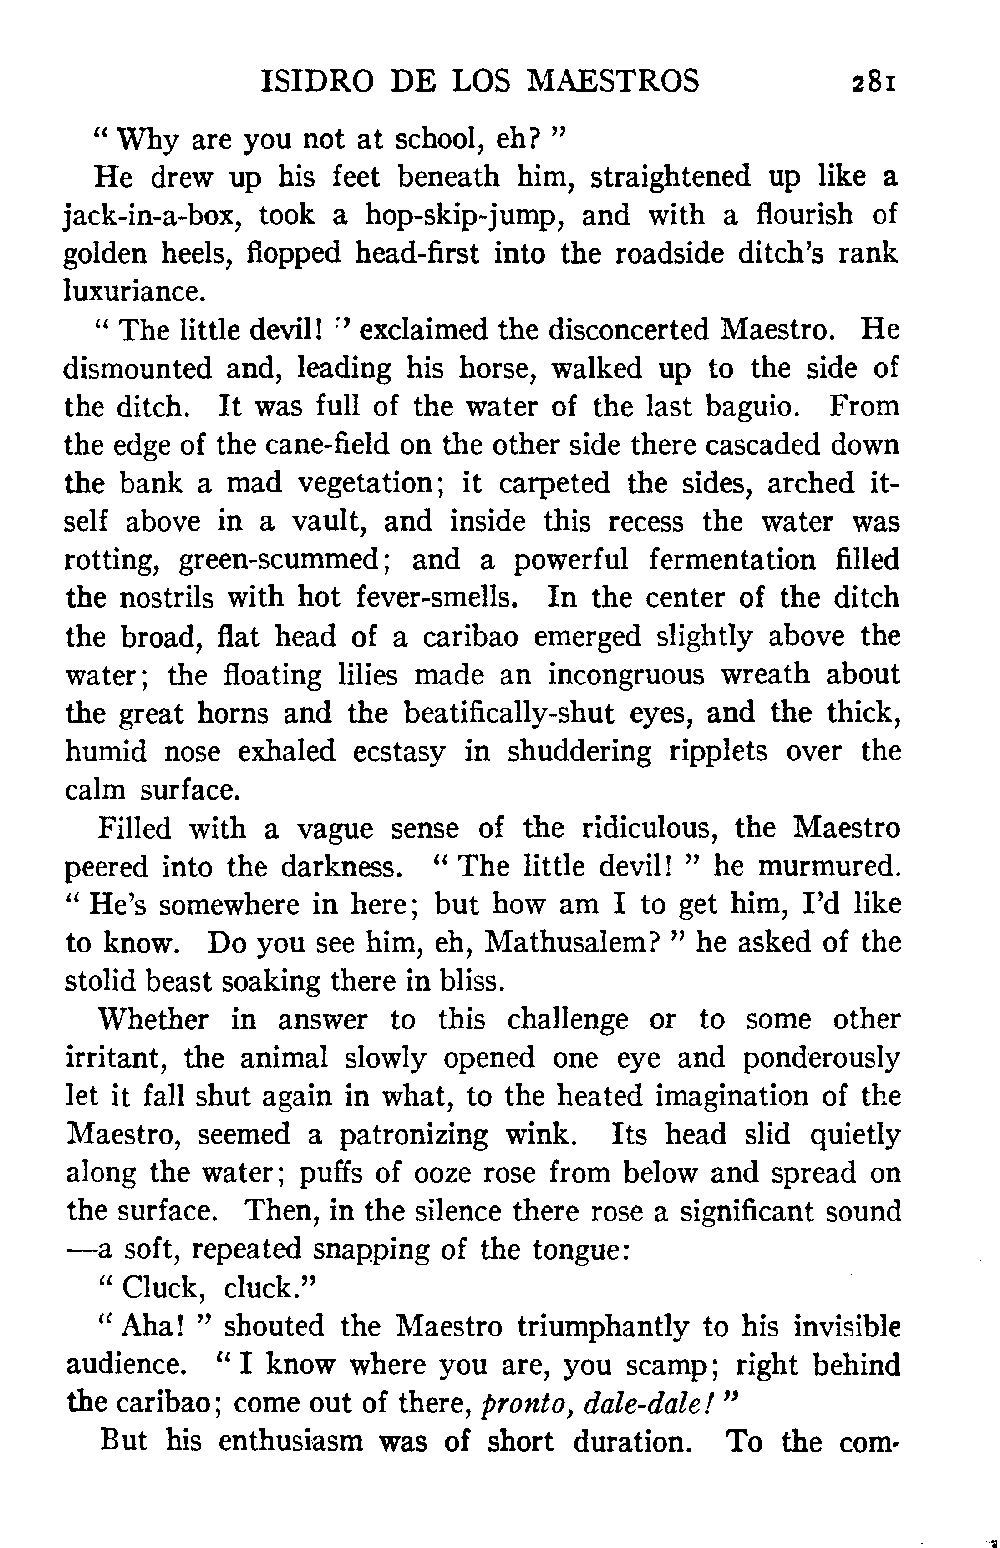 ISIDRO DE LOS MAESTROS 281
" Why are you not at school, eh? "
He drew up his feet beneath him, straightened up like a
jack-in-a-box, took a hop-skip-jump, and with a flourish of
golden heels, flopped head-first into the roadside ditch's rank
luxuriance.
" The little devil! " exclaimed the disconcerted Maestro. He
dismounted and, leading his horse, walked up to the side of
the ditch. It was full of the water of the last baguio. From
the edge of the cane-field on the other side there cascaded down
the bank a mad vegetation; it carpeted the sides, arched it-
self above in a vault, and inside this recess the water was
rotting, green-scummed; and a powerful fermentation filled
the nostrils with hot fever-smells. In the center of the ditch
the broad, flat head of a caribao emerged slightly above the
water; the floating lilies made an incongruous wreath about
the great horns and the beatifically-shut eyes, and the thick,
humid nose exhaled ecstasy in shuddering ripplets over the
calm surface.
Filled with a vague sense of the ridiculous, the Maestro
peered into the darkness. " The little devil! " he murmured.
" He's somewhere in here; but how am I to get him, I'd like
to know. Do you see him, eh, Mathusalem? " he asked of the
stolid beast soaking there in bliss.
Whether in answer to this challenge or to some other
irritant, the animal slowly opened one eye and ponderously
let it fall shut again in what, to the heated imagination of the
Maestro, seemed a patronizing wink. Its head slid quietly
along the water; puffs of ooze rose from below and spread on
the surface. Then, in the silence there rose a significant sound
—a soft, repeated snapping of the tongue:
" Cluck, cluck."
" Aha! " shouted the Maestro triumphantly to his invisible
audience. " I know where you are, you scamp; right behind
the caribao; come out of there, pronto, dale-dale! "
But his enthusiasm was of short duration. To the com-